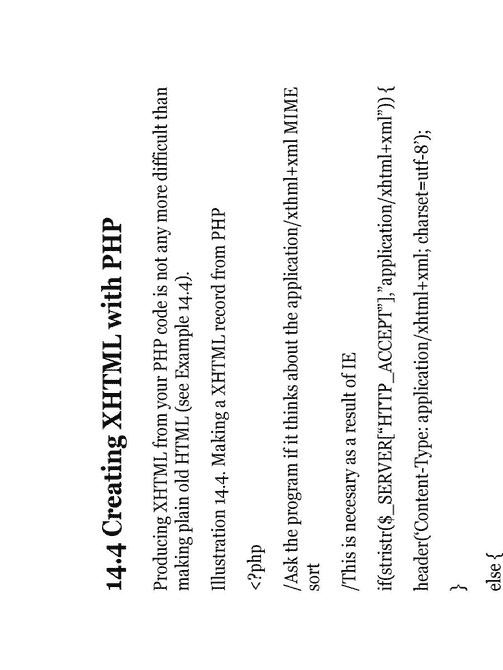 14.4 Creating XHTML with PHP
Producing XHTML from your PHP code is not any more difficult than
making plain old HTML (see Example 14.4).
Illustration 14.4. Making a XHTML record from PHP
<?php
/Ask the program if it thinks about the application/xthml+xml MIME
sort
/This is necesary as a result of IE
if(stristr($_SERVER[“HTTP_ACCEPT”],”application/xhtml+xml”)) {
header(‘Content-Type: application/xhtml+xml; charset=utf-8’);
}
else {